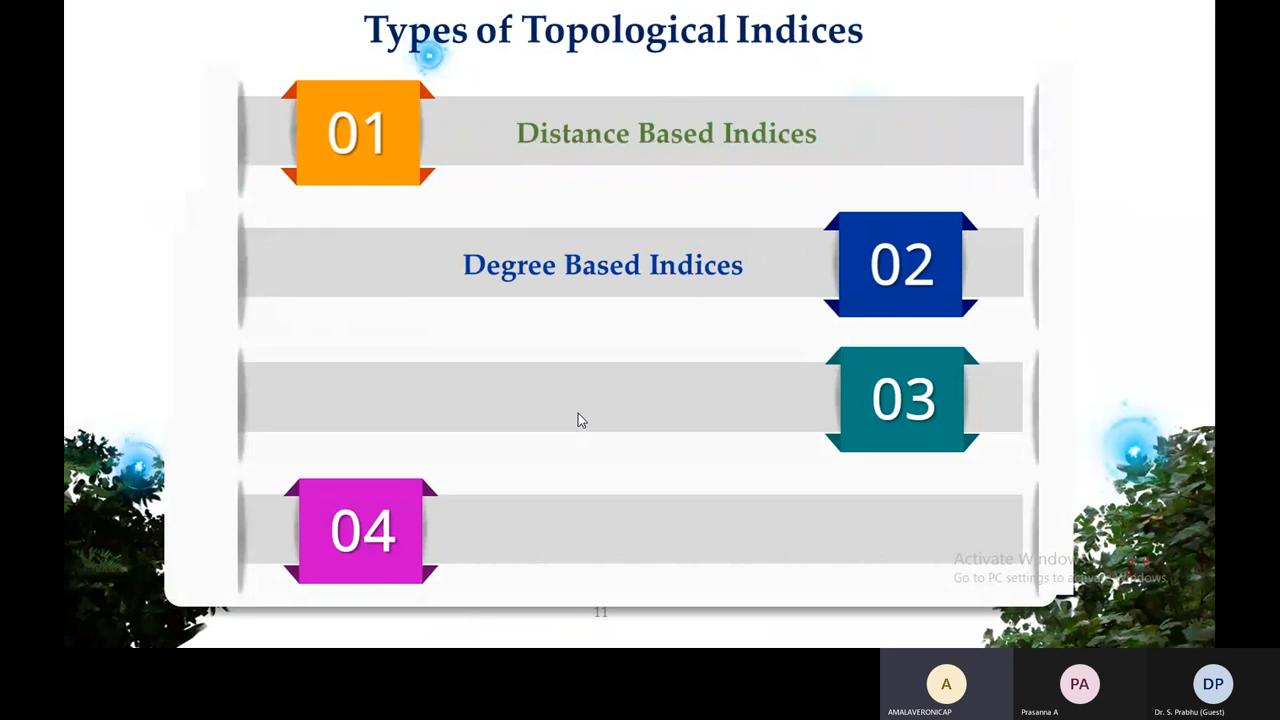 Types of Topological Indices
01
Distance Based Indices
Degree Based Indices
02
03
04
Activate Windows
Go to PC settings to activate Windows.
11
A
PA
DP
AMALAVERONICAP
Prasanna A
Dr. S. Prabhu (Guest)